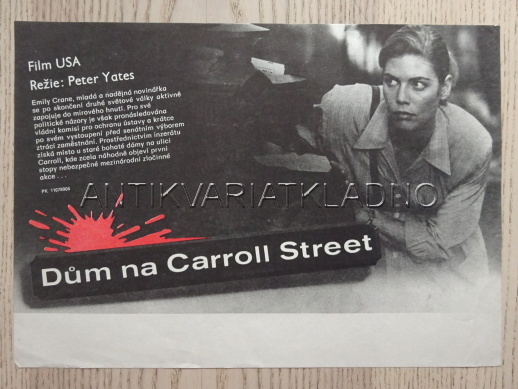 Film USA
Režie: Peter Yates
Emily Crane, mladá a nadějná novinářka
se po skončení druhé světové války aktivně
zapojuje do mírového hnutí. Pro své
politické názory je však pronásledována
vládní komisí pro ochranu ústavy a krátce
po svém vystoupení před senátním výborem
ztrácí zaměstnání. Prostřednictvím inzerátu
získá místo u staré bohaté dámy na ulici
Carroll, kde zcela náhodně objeví první
stopy nebezpečné mezinárodní zločinné
akce . . .
ANTIKVARIATKLADNO
Dům na Carroll Street